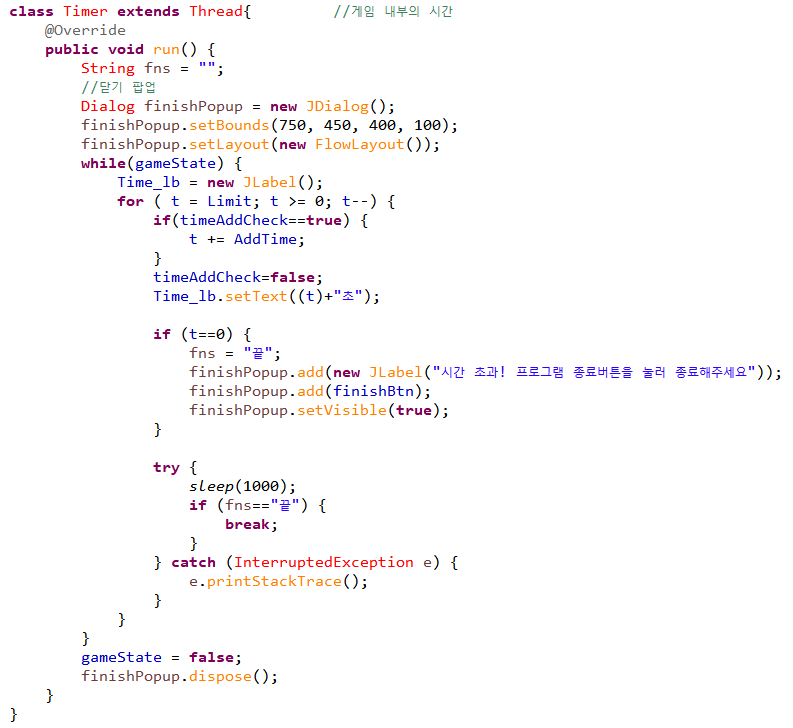 class Timer extends Thread{ //게임 내부의 시간
@Override
public void run() {
String fns = "";
//닫기 팝업
Dialog finishPopup = new JDialog();
finishPopup.setBounds(750, 450, 400, 100);
finishPopup.setLayout(new FlowLayout());
while(gameState) {
Time_lb = new JLabel();
for ( t = Limit; t >= 0; t--) {
if(timeAddCheck==true) {
t += AddTime;
}
timeAddCheck=false;
Time_lb.setText((t)+"초");
if (t==0) {
fns = "끝";
finishPopup.add(new JLabel("시간 초과! 프로그램 종료버튼을 눌러 종료해주세요"));
finishPopup.add(finishBtn);
finishPopup.setVisible(true);
}
try {
sleep(1000);
if (fns=="끝") {
break;
}
} catch (InterruptedException e) {
e.printStackTrace();
}
}
}
gameState = false;
finishPopup.dispose();
}
}